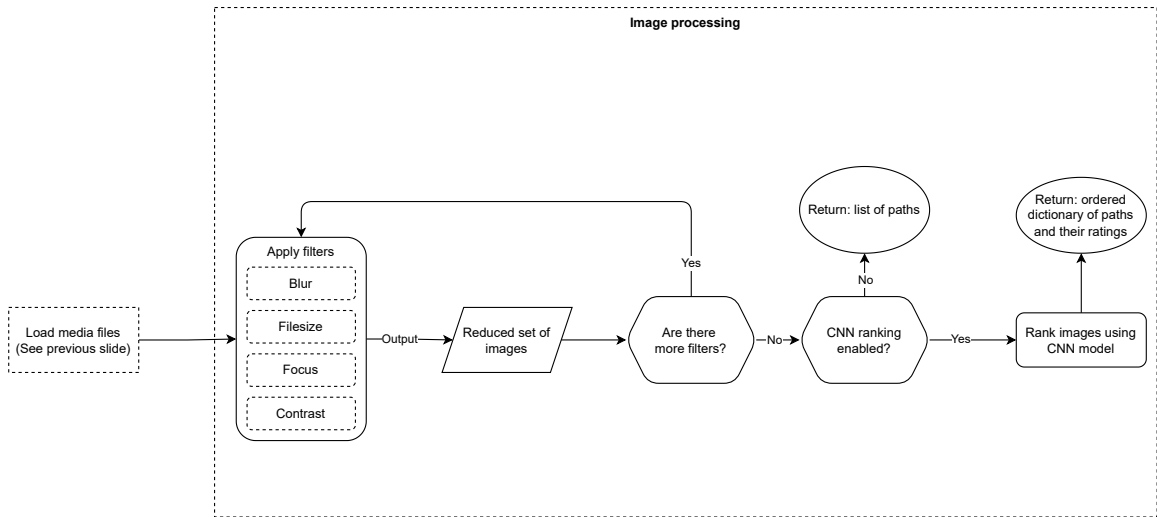 Image processing
Load media files
(See previous slide)
Apply filters
Blur
Filesize
Focus
Contrast
Output
Reduced set of
images
Are there
more filters?
Yes
No
CNN ranking
enabled?
No
Return: list of paths
Yes
Rank images using
CNN model
Return: ordered
dictionary of paths
and their ratings